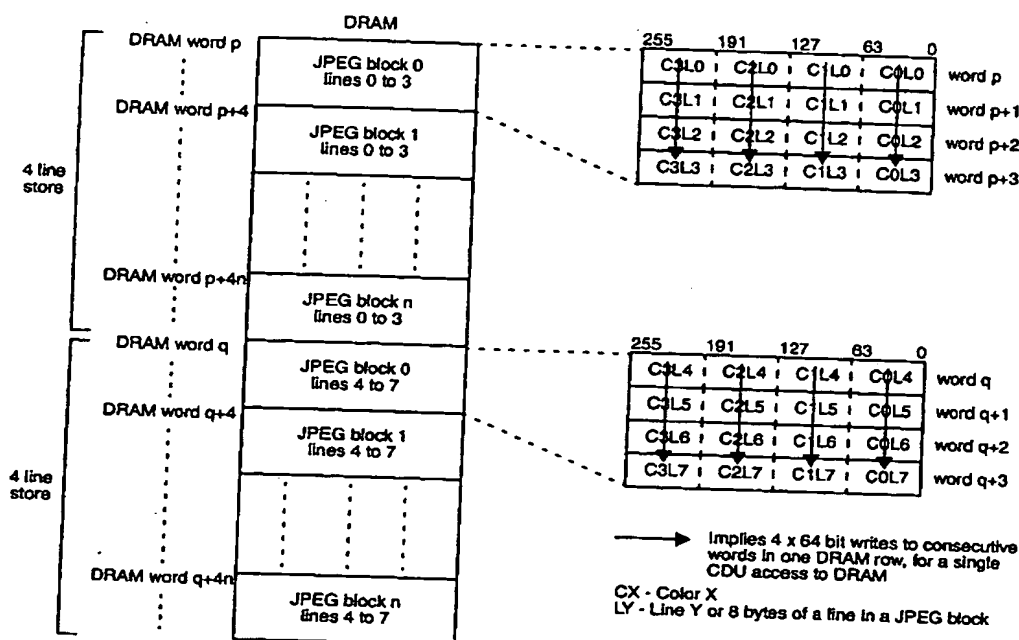 DRAM
DRAM word p
JPEG block 0
lines 0 to 3
DRAM word p+4
JPEG block 1
lines 0 to 3
4 line
store
DRAM word p+4n
JPEG block n
lines 0 to 3
DRAM word q
JPEG block 0
lines 4 to 7
DRAM word q+4
JPEG block 1
lines 4 to 7
4 line
store
DRAM word q+4n
JPEG block n
lines 4 to 7
255 191 127 63 0
C3L0 C2L0 C1L0 C0L0 word p
C3L1 C2L1 C1L1 C0L1 word p+1
C3L2 C2L2 C1L2 C0L2 word p+2
C3L3 C2L3 C1L3 C0L3 word p+3
255 191 127 63 0
C3L4 C2L4 C1L4 C0L4 word q
C3L5 C2L5 C1L5 C0L5 word q+1
C3L6 C2L6 C1L6 C0L6 word q+2
C3L7 C2L7 C1L7 C0L7 word q+3
Implies 4 x 64 bit writes to consecutive
words in one DRAM row, for a single
CDU access to DRAM
CX - Color X
LY - Line Y or 8 bytes of a line in a JPEG block